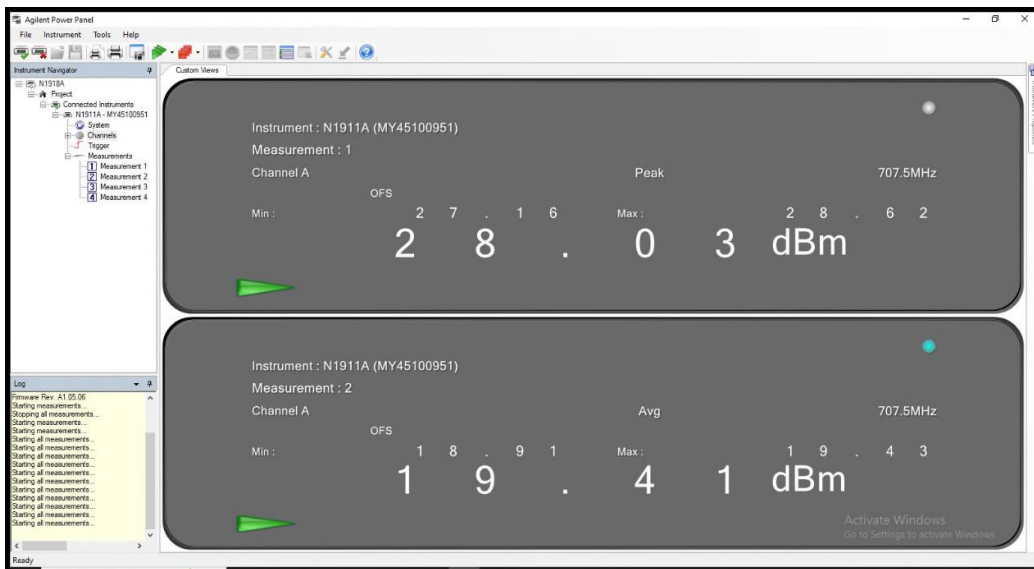 Agilent Power Panel
File Instrument Tools Help
Instrument Navigator
N1918A
Project
Connected Instruments
N1911A - MY45100951
System
Channels
Trigger
Measurements
1 Measurement 1
2 Measurement 2
3 Measurement 3
4 Measurement 4
Custom Views
Instrument : N1911A (MY45100951)
Measurement : 1
Channel A Peak 707.5MHz
OFS
Min : 27.16 Max : 28.62
28.03 dBm
Instrument : N1911A (MY45100951)
Measurement : 2
Channel A Avg 707.5MHz
OFS
Min : 18.91 Max : 19.43
19.41 dBm
Log
Firmware Rev. A1.05.06
Starting measurements...
Stopping all measurements...
Starting measurements...
Starting measurements...
Starting all measurements...
Starting all measurements...
Starting all measurements...
Starting all measurements...
Starting all measurements...
Starting all measurements...
Starting all measurements...
Starting all measurements...
Starting all measurements...
Starting all measurements...
Starting all measurements...
Activate Windows
Go to Settings to activate Windows.
Ready